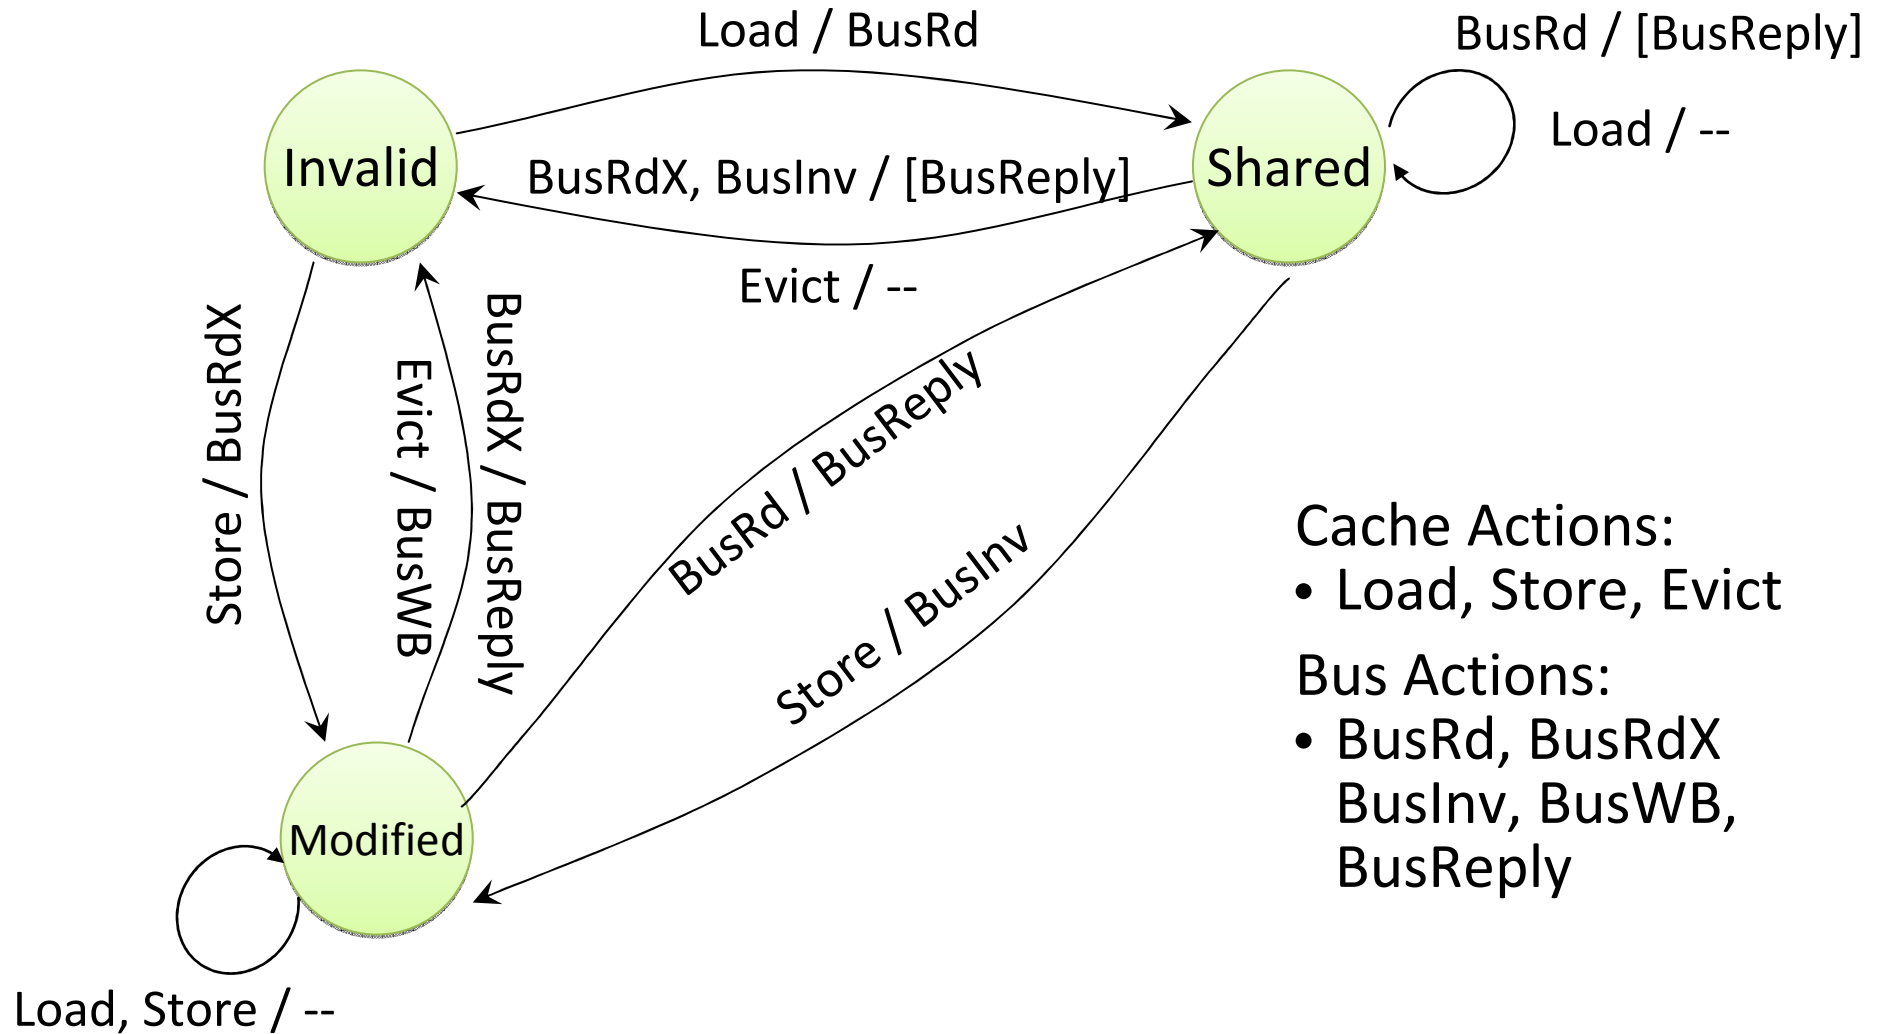 Load / BusRd
BusRd / [BusReply]
Load / --
Invalid
BusRdX, BusInv / [BusReply]
Shared
Evict / --
Store / BusRdX
Evict / BusWB
BusRdX / BusReply
BusRd / BusReply
Store / BusInv
Cache Actions:
• Load, Store, Evict
Bus Actions:
• BusRd, BusRdX
BusInv, BusWB,
BusReply
Modified
Load, Store / --